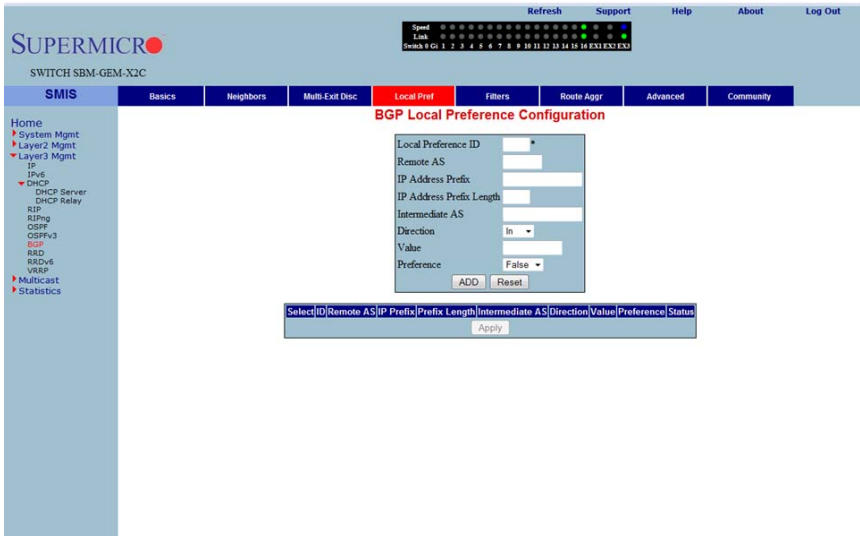 Refresh Support Help About Log Out
Speed
Link
Switch 0 Gi 1 2 3 4 5 6 7 8 9 10 11 12 13 14 15 16 EX1 EX2 EX3
SUPERMICRO
SWITCH SBM-GEM-X2C
SMIS
Basics Neighbors Multi-Exit Disc Local Pref Filters Route Aggr Advanced Community
Home
System Mgmt
Layer2 Mgmt
Layer3 Mgmt
IP
IPv6
DHCP
DHCP Server
DHCP Relay
RIP
RIPng
OSPF
OSPFv3
BGP
RRD
RRDv6
VRRP
Multicast
Statistics
BGP Local Preference Configuration
Local Preference ID *
Remote AS
IP Address Prefix
IP Address Prefix Length
Intermediate AS
Direction In
Value
Preference False
ADD Reset
Select ID Remote AS IP Prefix Prefix Length Intermediate AS Direction Value Preference Status
Apply